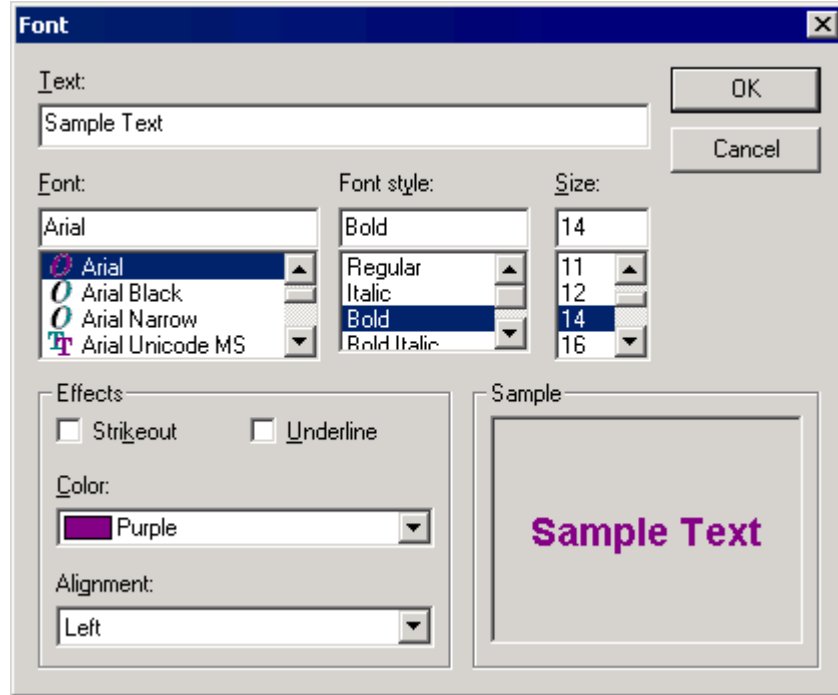 Font
Text:
OK
Sample Text
Cancel
Font: Font style: Size:
Arial Bold 14
Arial Regular 11
Arial Black Italic 12
Arial Narrow Bold 14
Arial Unicode MS Bold Italic 16
Effects Sample
Strikeout Underline
Color:
Purple
Sample Text
Alignment:
Left